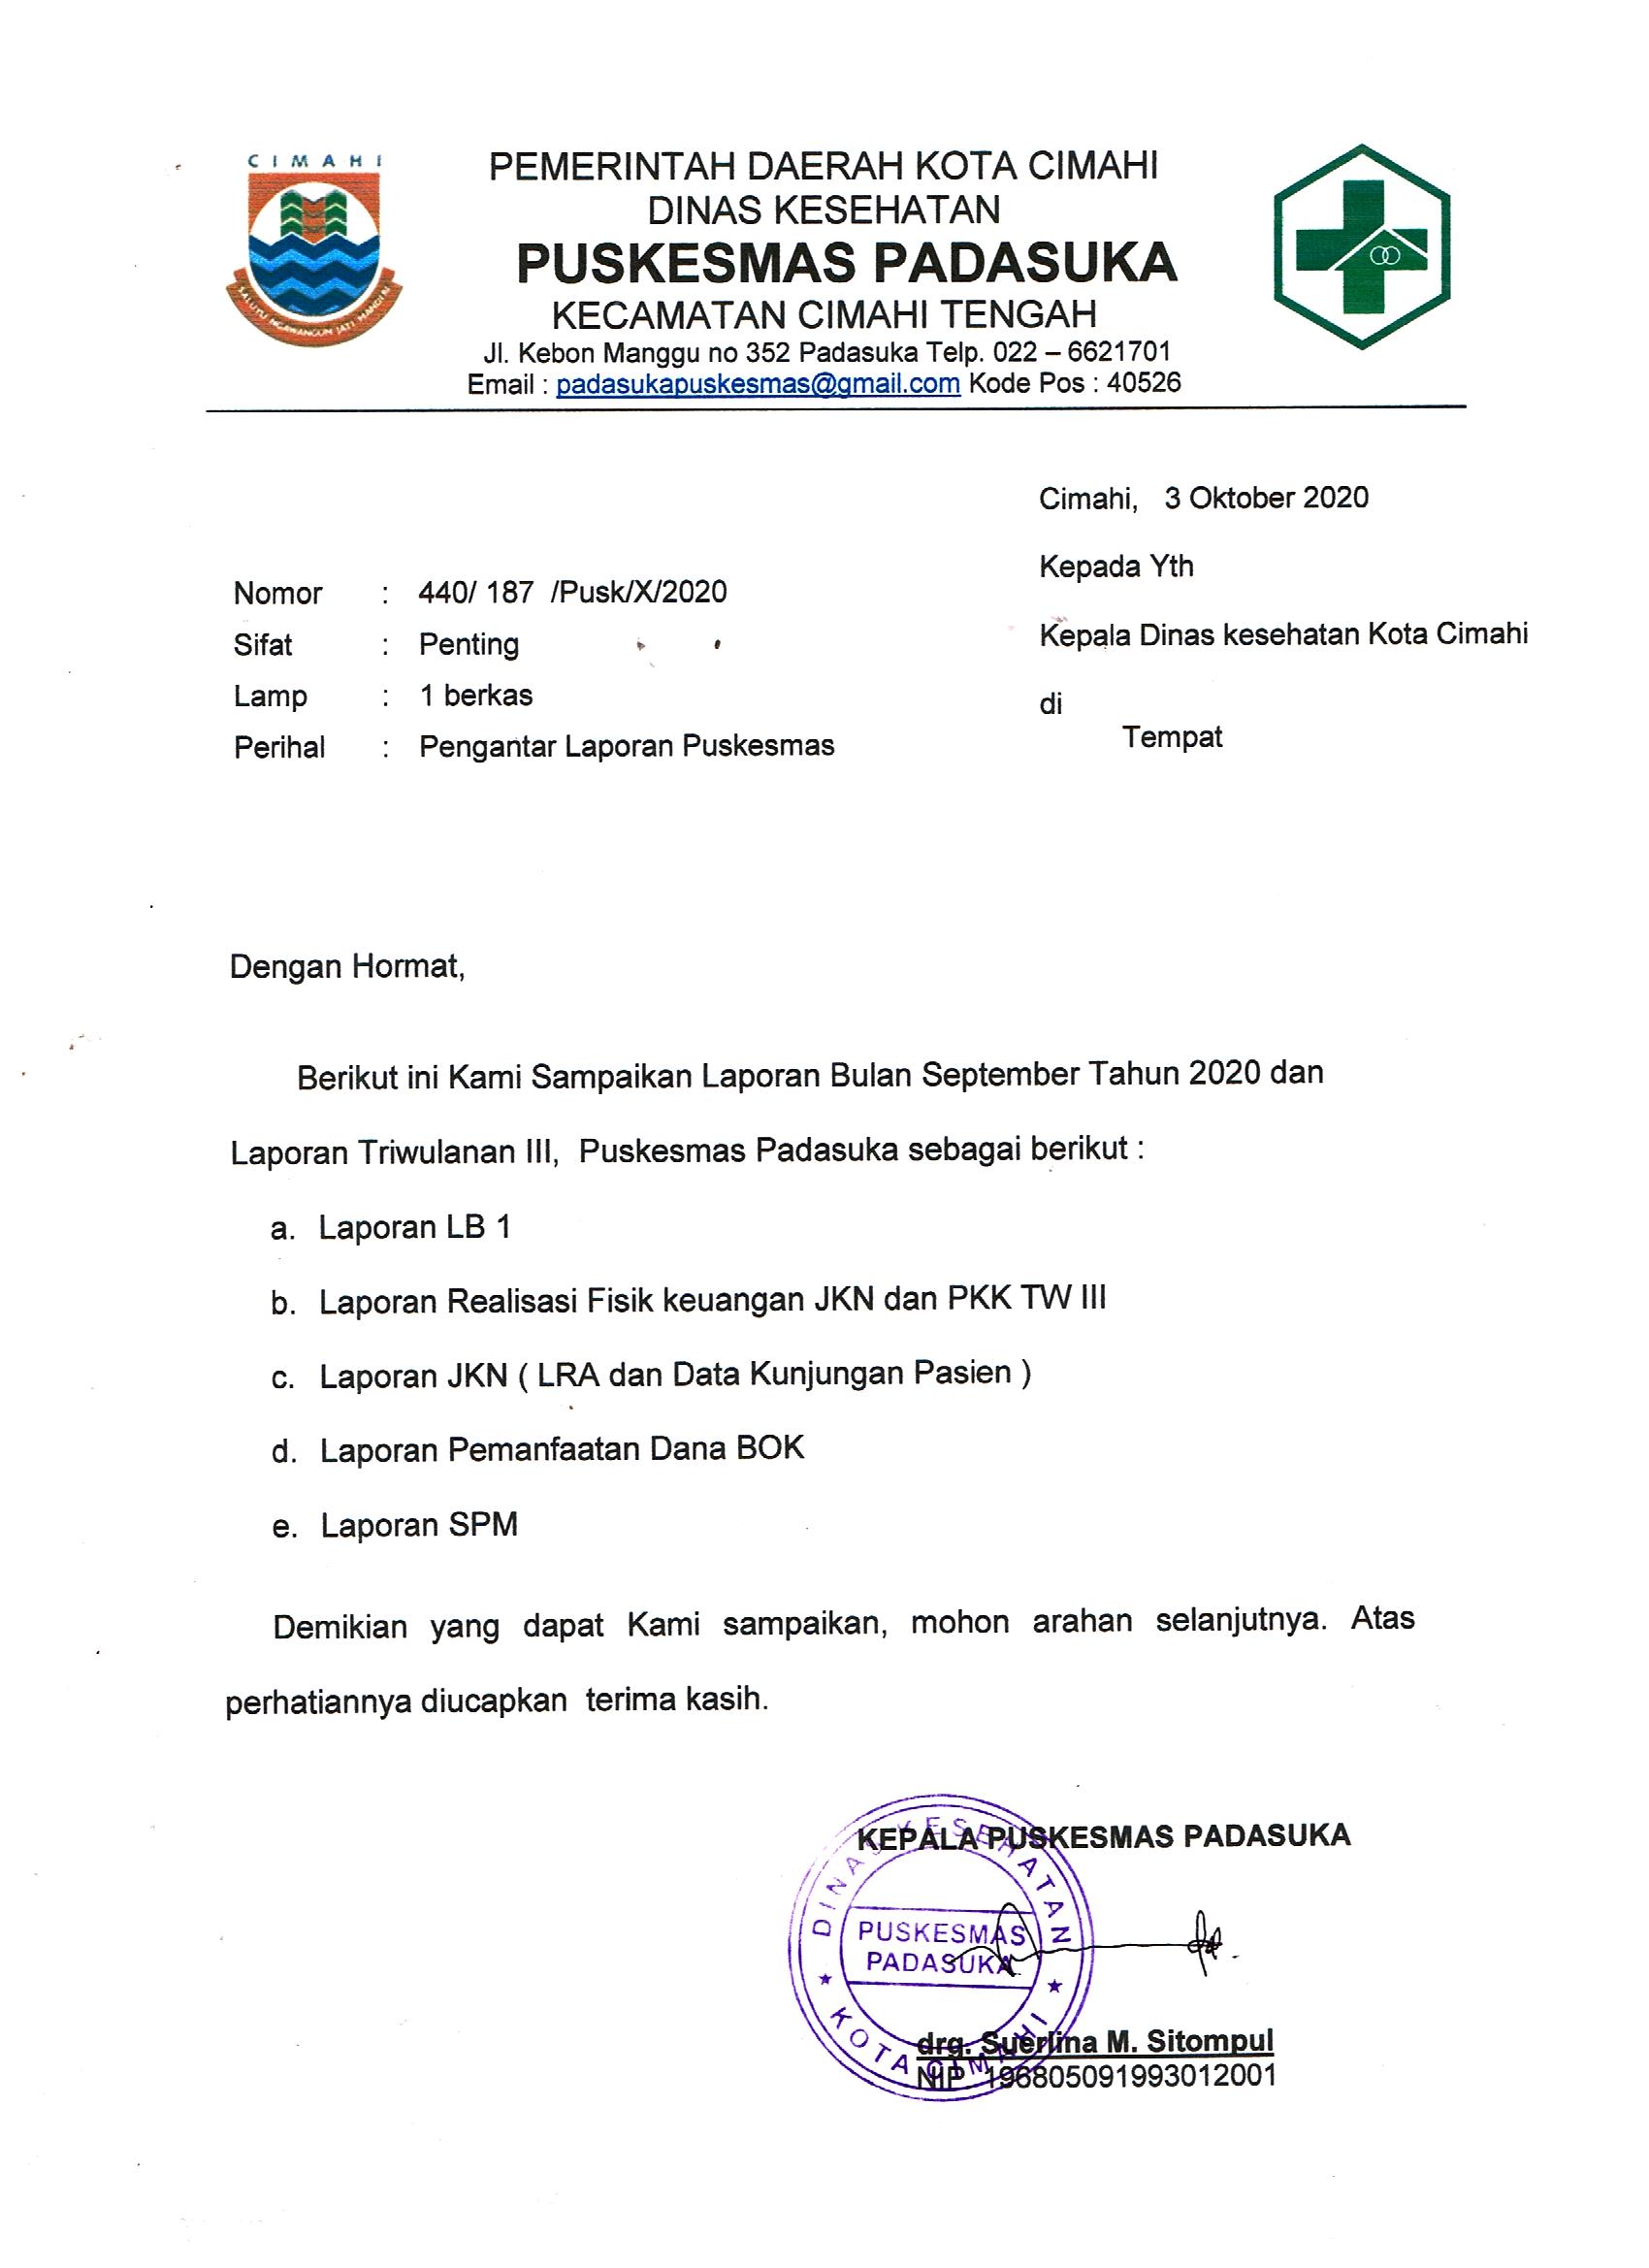 CIMAHI
SALUYU NGAWANGUN JATI MANDIRI
PEMERINTAH DAERAH KOTA CIMAHI
DINAS KESEHATAN
PUSKESMAS PADASUKA
KECAMATAN CIMAHI TENGAH
Jl. Kebon Manggu no 352 Padasuka Telp. 022 – 6621701
Email : padasukapuskesmas@gmail.com Kode Pos : 40526
Cimahi, 3 Oktober 2020
Kepada Yth
Kepala Dinas kesehatan Kota Cimahi
di
Tempat
Nomor : 440/ 187 /Pusk/X/2020
Sifat : Penting
Lamp : 1 berkas
Perihal : Pengantar Laporan Puskesmas
Dengan Hormat,
Berikut ini Kami Sampaikan Laporan Bulan September Tahun 2020 dan
Laporan Triwulanan III, Puskesmas Padasuka sebagai berikut :
a. Laporan LB 1
b. Laporan Realisasi Fisik keuangan JKN dan PKK TW III
c. Laporan JKN ( LRA dan Data Kunjungan Pasien )
d. Laporan Pemanfaatan Dana BOK
e. Laporan SPM
Demikian yang dapat Kami sampaikan, mohon arahan selanjutnya. Atas
perhatiannya diucapkan terima kasih.
KEPALA PUSKESMAS PADASUKA
DINAS KESEHATAN
PUSKESMAS
PADASUKA
KOTA CIMAHI
drg. Suerlina M. Sitompul
NIP. 196805091993012001